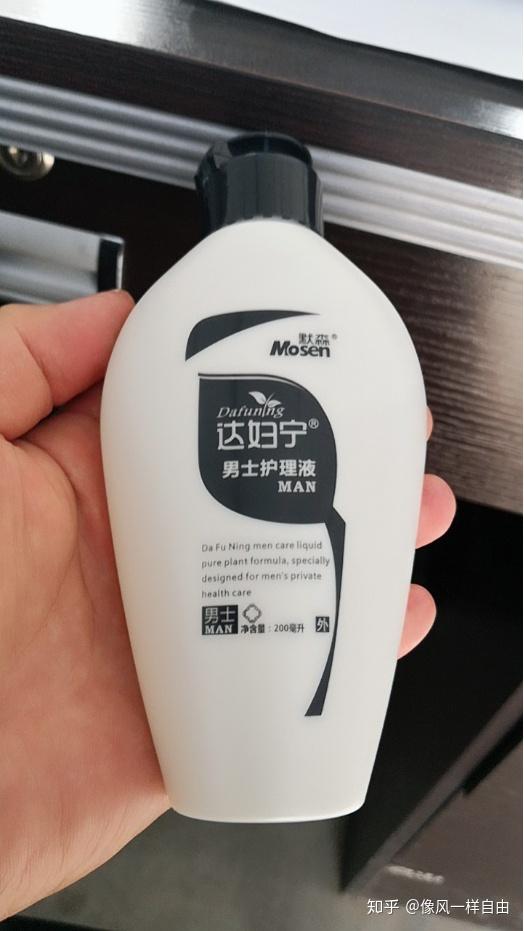 默森®
Mosen
Dafuning
达妇宁®
男士护理液
MAN
Da Fu Ning men care liquid
pure plant formula, specially
designed for men's private
health care
男士
MAN
净含量：200毫升
外
知乎 @像风一样自由